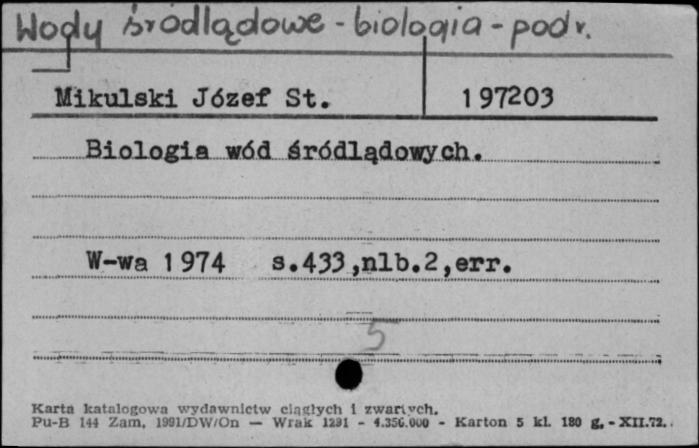 Wody śródlądowe - biologia - podr.
Mikulski Józef St. 197203
Biologia wód śródlądowych.
W-wa 1974 s.433,nlb.2,err.
5
Karta katalogowa wydawnictw ciągłych i zwartych.
Pu-B 144 Zam. 1991/DW/On — Wrak 1291 - 4.356.000 - Karton 5 kl. 180 g. - XII.72.